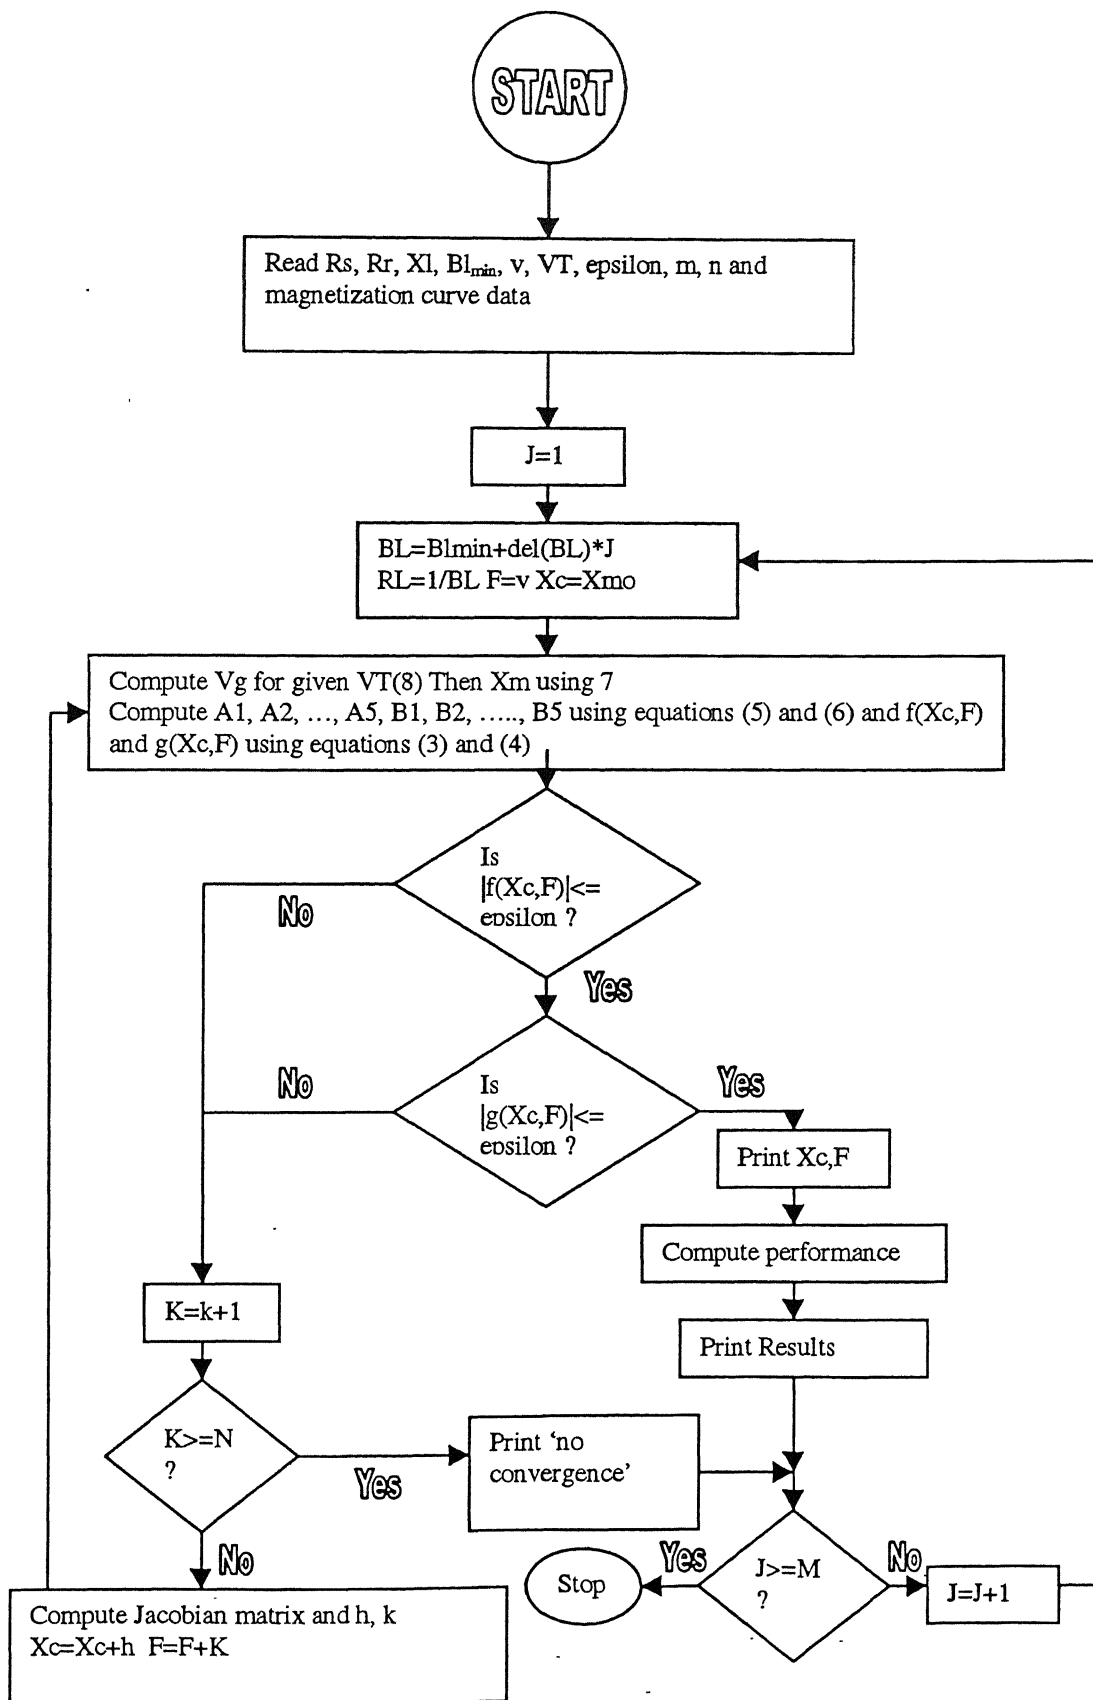 START
Read Rs, Rr, Xl, Blmin, v, VT, epsilon, m, n and
magnetization curve data
J=1
BL=Blmin+del(BL)*J
RL=1/BL F=v Xc=Xmo
Compute Vg for given VT(8) Then Xm using 7
Compute A1, A2, …, A5, B1, B2, ….., B5 using equations (5) and (6) and f(Xc,F)
and g(Xc,F) using equations (3) and (4)
Is
|f(Xc,F)|<=
epsilon ?
No
Yes
Is
|g(Xc,F)|<=
epsilon ?
No
Yes
Print Xc,F
Compute performance
Print Results
K=k+1
K>=N
?
Yes
No
Print ‘no
convergence’
J>=M
?
Yes
No
Stop
J=J+1
Compute Jacobian matrix and h, k
Xc=Xc+h F=F+K